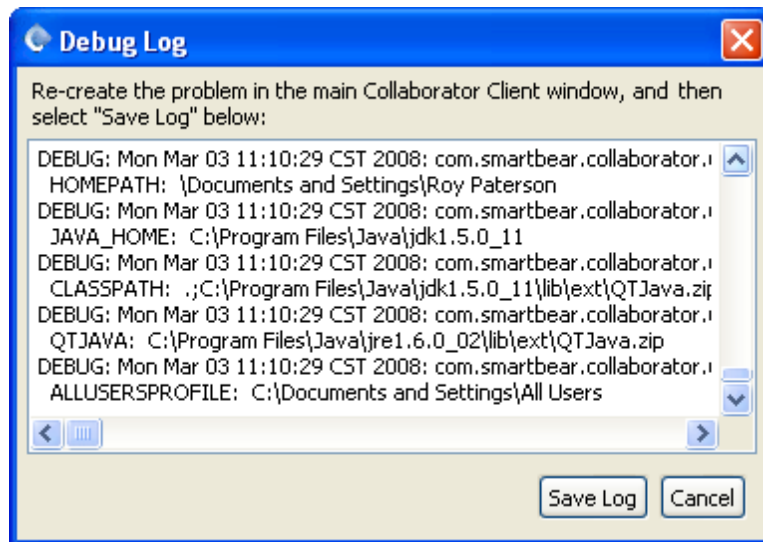 Debug Log
Re-create the problem in the main Collaborator Client window, and then
select "Save Log" below:
DEBUG: Mon Mar 03 11:10:29 CST 2008: com.smartbear.collaborator.
HOMEPATH: \Documents and Settings\Roy Paterson
DEBUG: Mon Mar 03 11:10:29 CST 2008: com.smartbear.collaborator.
JAVA_HOME: C:\Program Files\Java\jdk1.5.0_11
DEBUG: Mon Mar 03 11:10:29 CST 2008: com.smartbear.collaborator.
CLASSPATH: .;C:\Program Files\Java\jdk1.5.0_11\lib\ext\QTJava.zip
DEBUG: Mon Mar 03 11:10:29 CST 2008: com.smartbear.collaborator.
QTJAVA: C:\Program Files\Java\jre1.6.0_02\lib\ext\QTJava.zip
DEBUG: Mon Mar 03 11:10:29 CST 2008: com.smartbear.collaborator.
ALLUSERSPROFILE: C:\Documents and Settings\All Users
Save Log Cancel